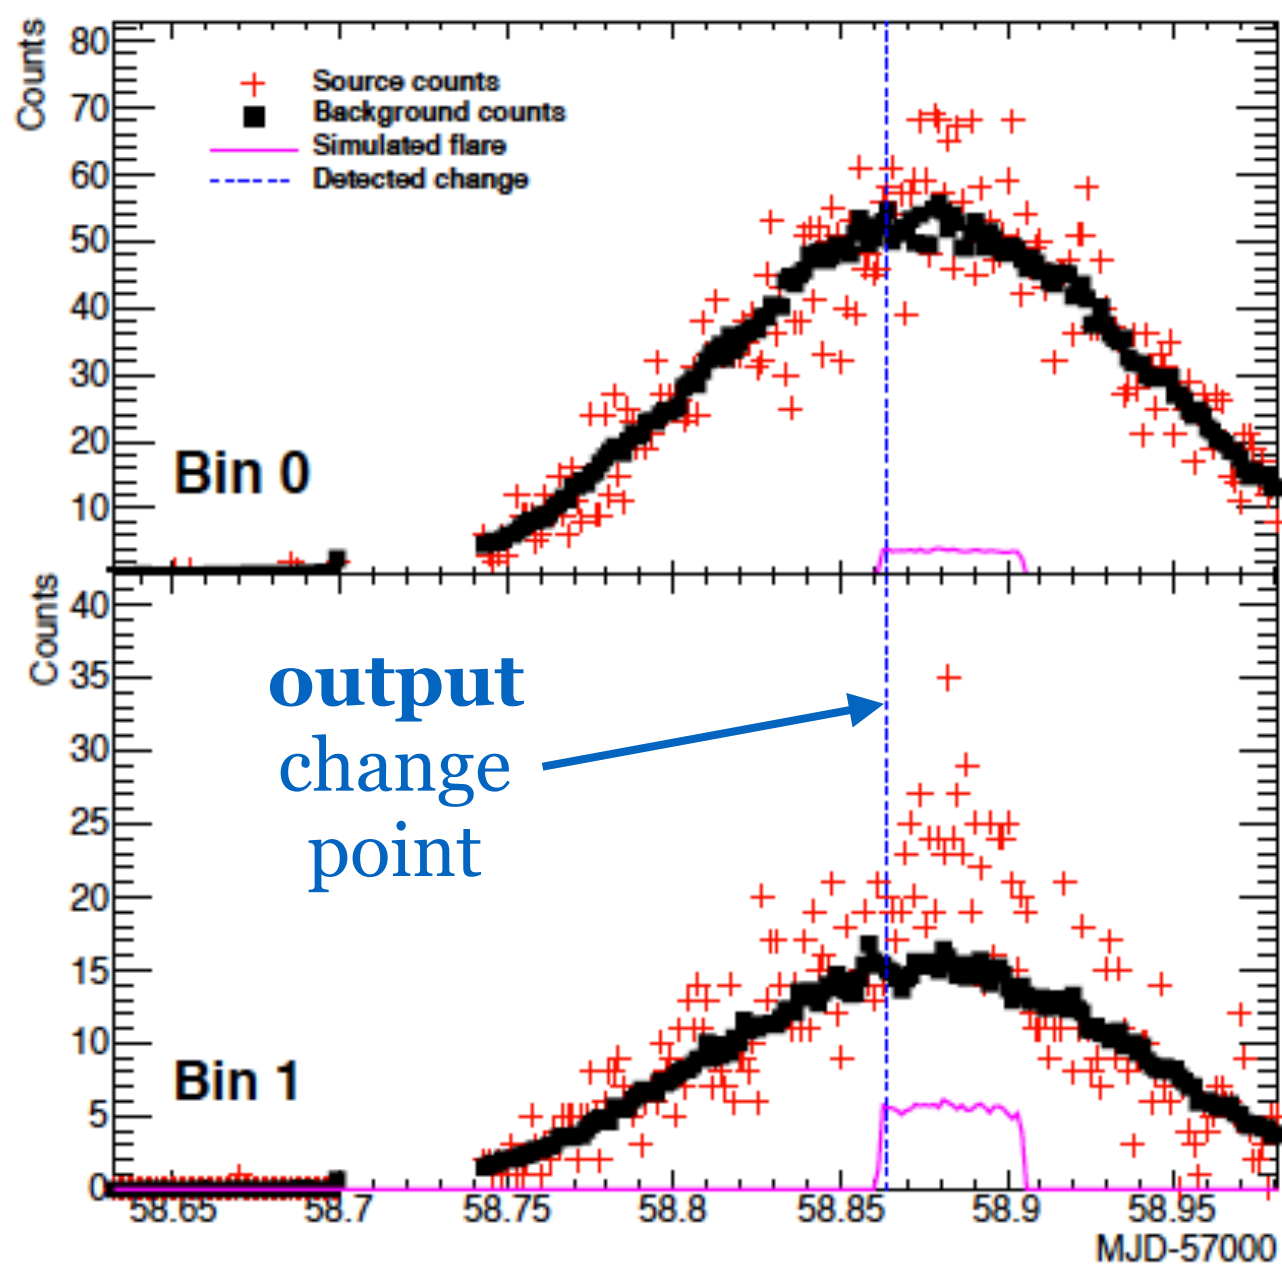 Counts
80
70
60
50
40
30
20
10
Source counts
Background counts
Simulated flare
Detected change
Bin 0
Counts
40
35
30
25
20
15
10
5
0
output
change
point
Bin 1
58.65 58.7 58.75 58.8 58.85 58.9 58.95
MJD-57000